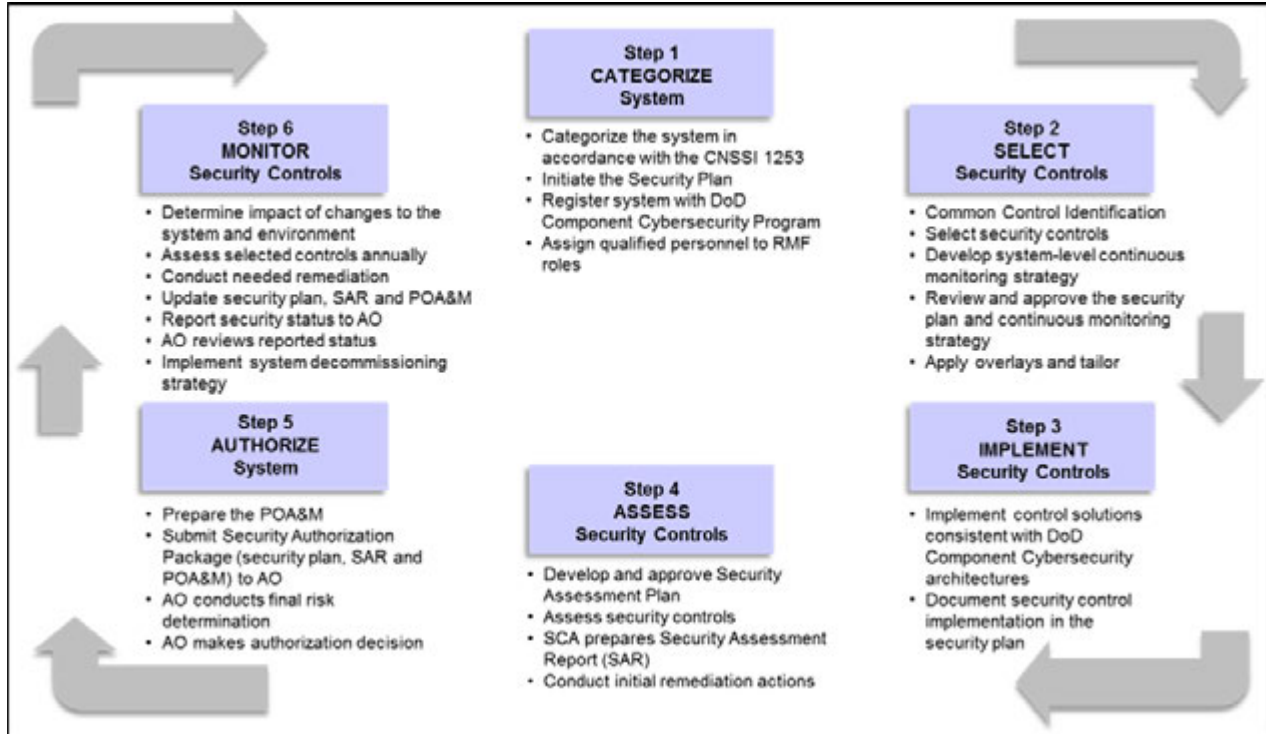 Step 1
CATEGORIZE
System
• Categorize the system in
accordance with the CNSSI 1253
• Initiate the Security Plan
• Register system with DoD
Component Cybersecurity Program
• Assign qualified personnel to RMF
roles
Step 2
SELECT
Security Controls
• Common Control Identification
• Select security controls
• Develop system-level continuous
monitoring strategy
• Review and approve the security
plan and continuous monitoring
strategy
• Apply overlays and tailor
Step 3
IMPLEMENT
Security Controls
• Implement control solutions
consistent with DoD
Component Cybersecurity
architectures
• Document security control
implementation in the
security plan
Step 4
ASSESS
Security Controls
• Develop and approve Security
Assessment Plan
• Assess security controls
• SCA prepares Security Assessment
Report (SAR)
• Conduct initial remediation actions
Step 5
AUTHORIZE
System
• Prepare the POA&M
• Submit Security Authorization
Package (security plan, SAR and
POA&M) to AO
• AO conducts final risk
determination
• AO makes authorization decision
Step 6
MONITOR
Security Controls
• Determine impact of changes to the
system and environment
• Assess selected controls annually
• Conduct needed remediation
• Update security plan, SAR and POA&M
• Report security status to AO
• AO reviews reported status
• Implement system decommissioning
strategy